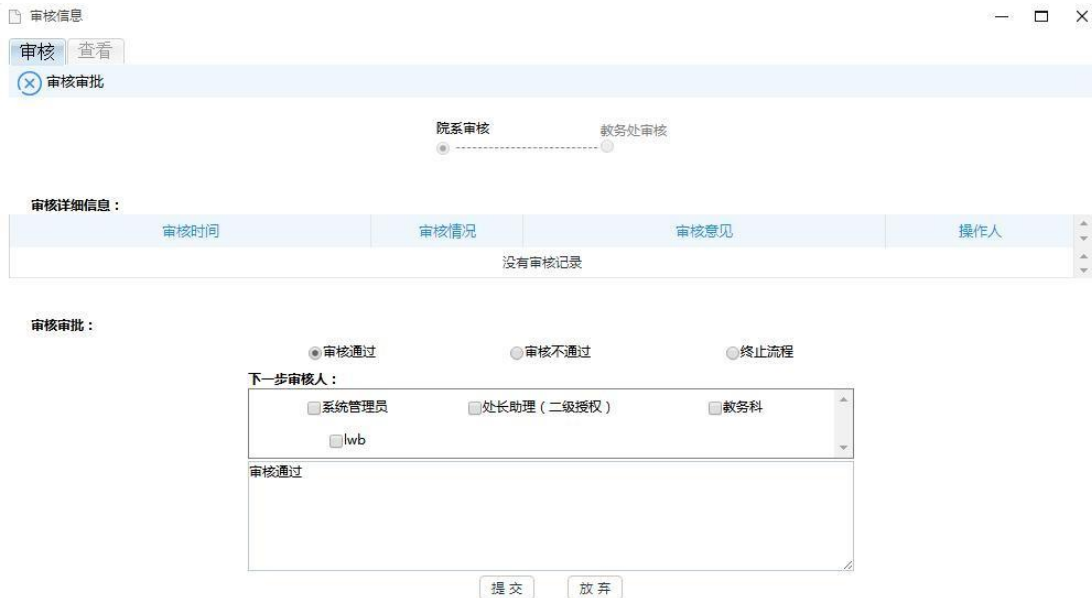 审核信息
审核 查看
审核审批
院系审核 教务处审核
审核详细信息：
审核时间 审核情况 审核意见 操作人
没有审核记录
审核审批：
审核通过 审核不通过 终止流程
下一步审核人：
系统管理员 处长助理（二级授权） 教务科
lwb
审核通过
提 交 放 弃